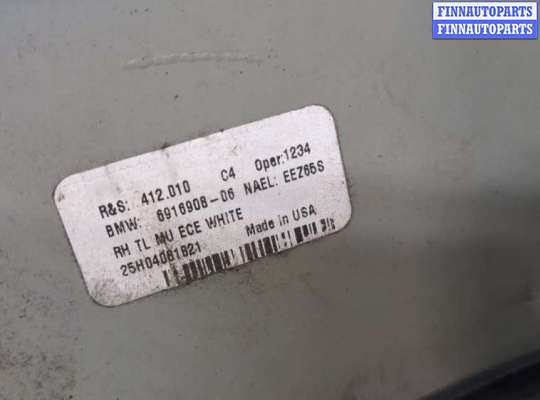 FINNAUTOPARTS
FINNAUTOPARTS
R&S: 412.010 C4 Oper:1234
BMW: 6916908-06 NAEL: EEZ65S
RH TL MU ECE WHITE
25H04081821 Made in USA